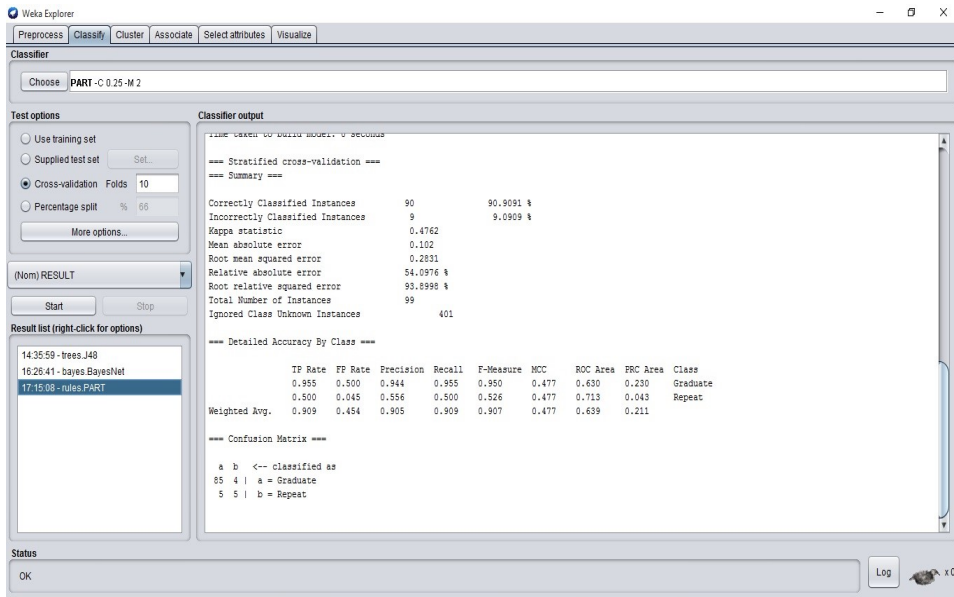 Weka Explorer
Preprocess Classify Cluster Associate Select attributes Visualize
Classifier
Choose PART -C 0.25 -M 2
Test options
Use training set
Supplied test set Set...
Cross-validation Folds 10
Percentage split % 66
More options...
(Nom) RESULT
Start Stop
Result list (right-click for options)
14:35:59 - trees.J48
16:26:41 - bayes.BayesNet
17:15:08 - rules.PART
Classifier output
Time taken to build model: 0 seconds
=== Stratified cross-validation ===
=== Summary ===
Correctly Classified Instances 90 90.9091 %
Incorrectly Classified Instances 9 9.0909 %
Kappa statistic 0.4762
Mean absolute error 0.102
Root mean squared error 0.2831
Relative absolute error 54.0976 %
Root relative squared error 93.8998 %
Total Number of Instances 99
Ignored Class Unknown Instances 401
=== Detailed Accuracy By Class ===
TP Rate FP Rate Precision Recall F-Measure MCC ROC Area PRC Area Class
0.955 0.500 0.944 0.955 0.950 0.477 0.630 0.230 Graduate
0.500 0.045 0.556 0.500 0.526 0.477 0.713 0.043 Repeat
Weighted Avg. 0.909 0.454 0.905 0.909 0.907 0.477 0.639 0.211
=== Confusion Matrix ===
a b <-- classified as
85 4 | a = Graduate
5 5 | b = Repeat
Status
OK
Log
x 0